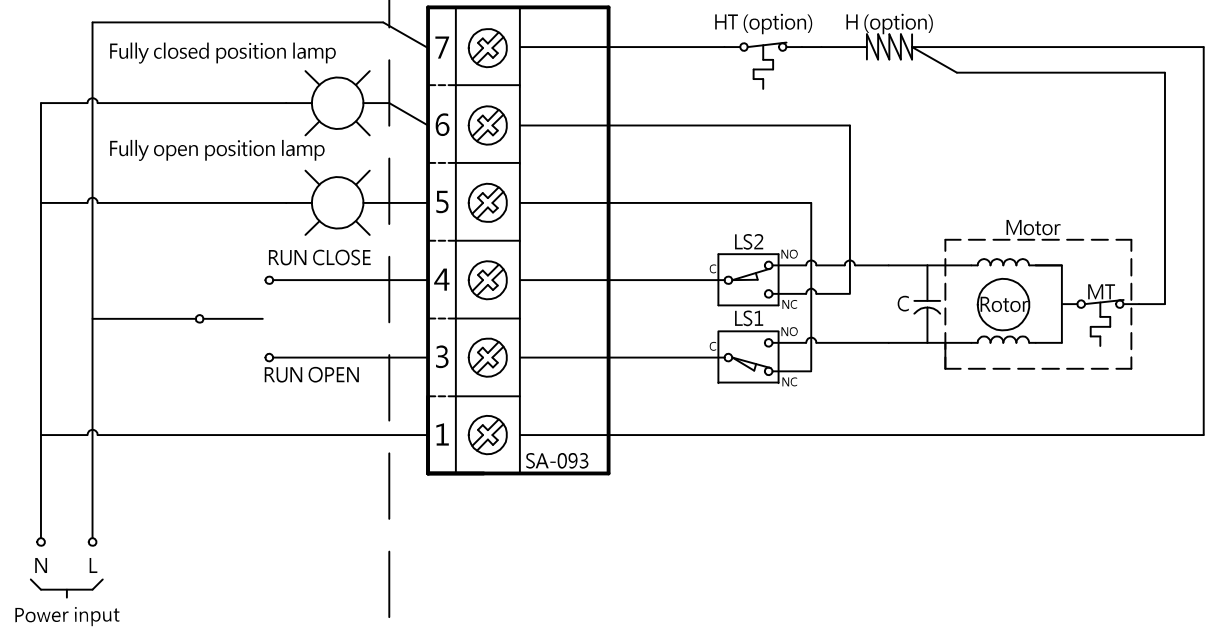 HT (option)
H (option)
7
Fully closed position lamp
6
Fully open position lamp
5
Motor
LS2
NO
RUN CLOSE
C
4
NC
C
Rotor
MT
LS1
NO
C
3
RUN OPEN
NC
1
SA-093
N
L
Power input